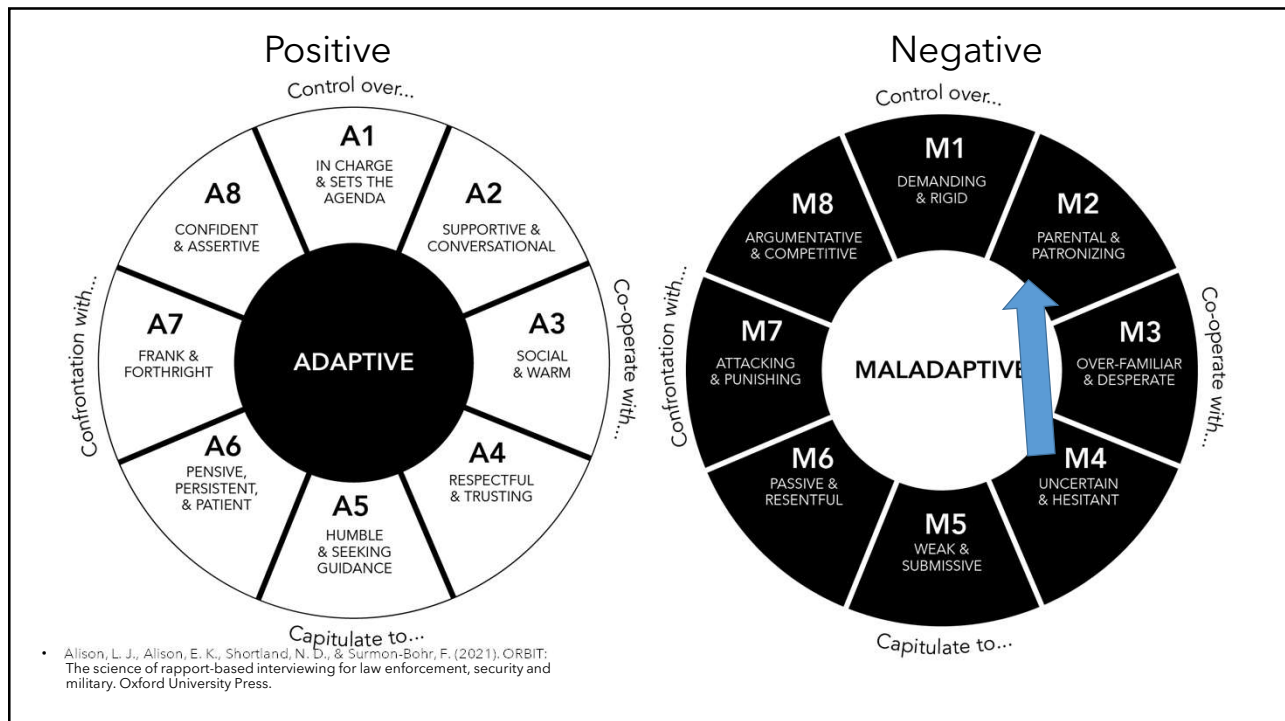 Positive
Control over...
A1
IN CHARGE
& SETS THE
AGENDA
A2
SUPPORTIVE &
CONVERSATIONAL
Co-operate with...
A3
SOCIAL
& WARM
A4
RESPECTFUL
& TRUSTING
A5
HUMBLE
& SEEKING
GUIDANCE
Capitulate to...
A6
PENSIVE,
PERSISTENT,
& PATIENT
A7
FRANK &
FORTHRIGHT
Confrontation with...
A8
CONFIDENT
& ASSERTIVE
ADAPTIVE
Negative
Control over...
M1
DEMANDING
& RIGID
M2
PARENTAL &
PATRONIZING
Co-operate with...
M3
OVER-FAMILIAR
& DESPERATE
M4
UNCERTAIN
& HESITANT
M5
WEAK &
SUBMISSIVE
Capitulate to...
M6
PASSIVE &
RESENTFUL
M7
ATTACKING
& PUNISHING
Confrontation with...
M8
ARGUMENTATIVE
& COMPETITIVE
MALADAPTIVE
• Alison, L. J., Alison, E. K., Shortland, N. D., & Surmon-Bohr, F. (2021). ORBIT:
The science of rapport-based interviewing for law enforcement, security and
military. Oxford University Press.